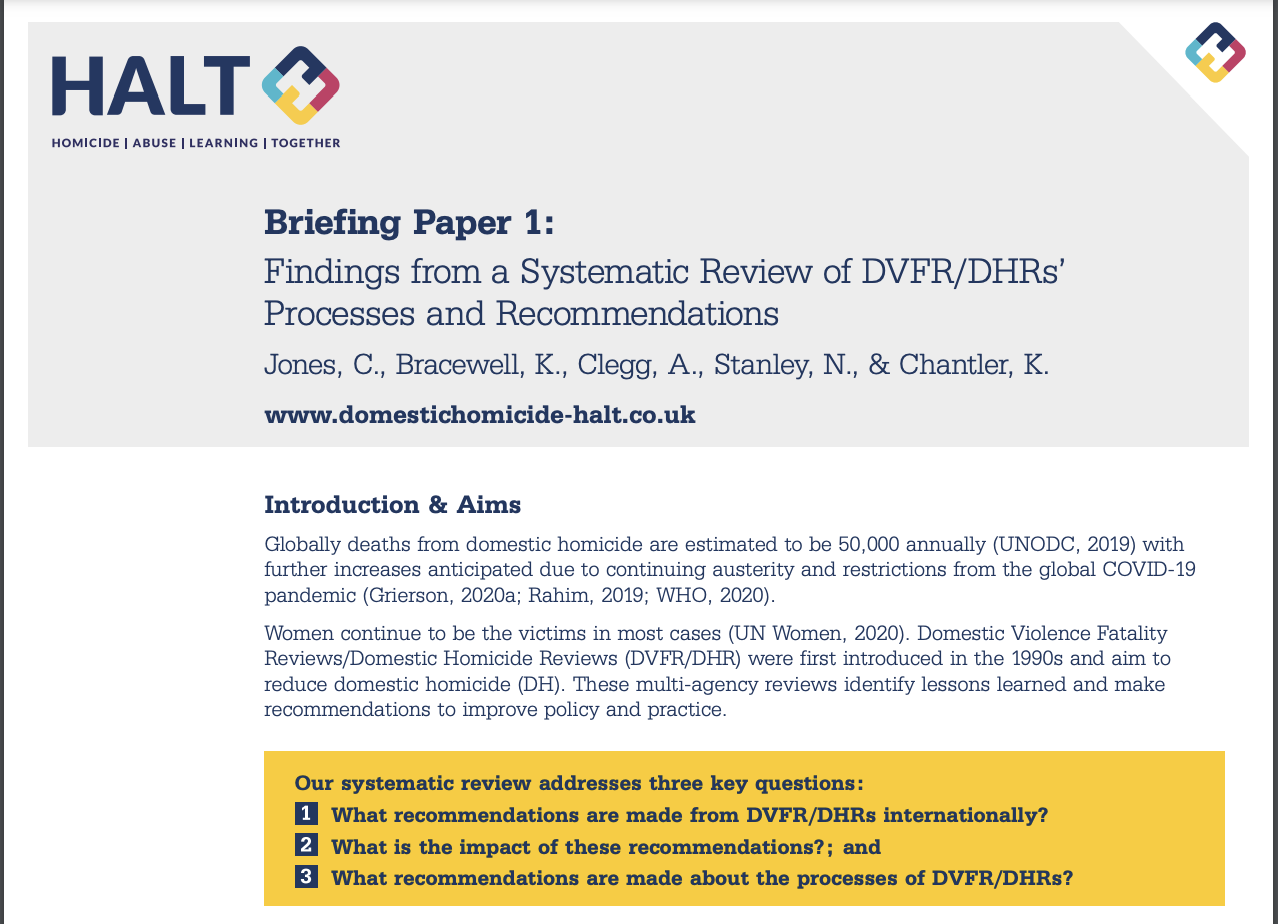 HALT
HOMICIDE | ABUSE | LEARNING | TOGETHER
Briefing Paper 1:
Findings from a Systematic Review of DVFR/DHRs’
Processes and Recommendations
Jones, C., Bracewell, K., Clegg, A., Stanley, N., & Chantler, K.
www.domestichomicide-halt.co.uk
Introduction & Aims
Globally deaths from domestic homicide are estimated to be 50,000 annually (UNODC, 2019) with
further increases anticipated due to continuing austerity and restrictions from the global COVID-19
pandemic (Grierson, 2020a; Rahim, 2019; WHO, 2020).
Women continue to be the victims in most cases (UN Women, 2020). Domestic Violence Fatality
Reviews/Domestic Homicide Reviews (DVFR/DHR) were first introduced in the 1990s and aim to
reduce domestic homicide (DH). These multi-agency reviews identify lessons learned and make
recommendations to improve policy and practice.
Our systematic review addresses three key questions:
1 What recommendations are made from DVFR/DHRs internationally?
2 What is the impact of these recommendations?; and
3 What recommendations are made about the processes of DVFR/DHRs?